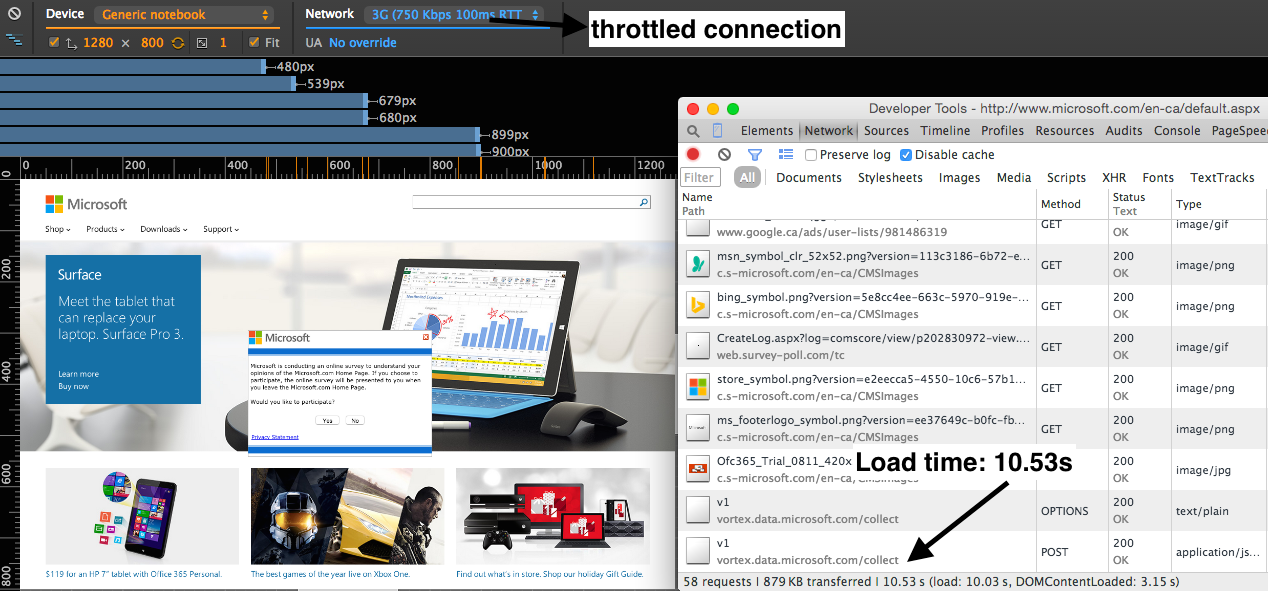 Device Generic notebook
Network 3G (750 Kbps 100ms RTT
throttled connection
1280 × 800 1 Fit
UA No override
480px
539px
679px
680px
899px
900px
0 200 400 600 800 1000 1200
0
200
400
600
800
Microsoft
Shop Products Downloads Support
Surface
Meet the tablet that
can replace your
laptop. Surface Pro 3.
Learn more
Buy now
Microsoft
Microsoft is conducting an online survey to understand your
opinions of the Microsoft.com Home Page. If you choose to
participate, the online survey will be presented to you when
you leave the Microsoft.com Home Page.
Would you like to participate?
Yes No
Privacy Statement
$119 for an HP 7" tablet with Office 365 Personal.
The best games of the year live on Xbox One.
Find out what's in store. Shop our holiday Gift Guide.
Developer Tools - http://www.microsoft.com/en-ca/default.aspx
Elements Network Sources Timeline Profiles Resources Audits Console PageSpeed
Preserve log Disable cache
Filter All Documents Stylesheets Images Media Scripts XHR Fonts TextTracks
Name
Path
Method
Status
Text
Type
www.google.ca/ads/user-lists/981486319
GET
OK
image/gif
msn_symbol_clr_52x52.png?version=113c3186-6b72-e...
c.s-microsoft.com/en-ca/CMSImages
GET
200
OK
image/png
bing_symbol.png?version=5e8cc4ee-663c-5970-919e-...
c.s-microsoft.com/en-ca/CMSImages
GET
200
OK
image/png
CreateLog.aspx?log=comscore/view/p202830972-view....
web.survey-poll.com/tc
GET
200
OK
image/gif
store_symbol.png?version=e2eecca5-4550-10c6-57b1...
c.s-microsoft.com/en-ca/CMSImages
GET
200
OK
image/png
ms_footerlogo_symbol.png?version=ee37649c-b0fc-fb...
c.s-microsoft.com/en-ca/CMSImages
GET
200
OK
image/png
Ofc365_Trial_0811_420x
c.s-microsoft.com/en-ca/CMSImages
200
OK
image/jpg
Load time: 10.53s
v1
vortex.data.microsoft.com/collect
OPTIONS
200
OK
text/plain
v1
vortex.data.microsoft.com/collect
POST
200
OK
application/js...
58 requests | 879 KB transferred | 10.53 s (load: 10.03 s, DOMContentLoaded: 3.15 s)